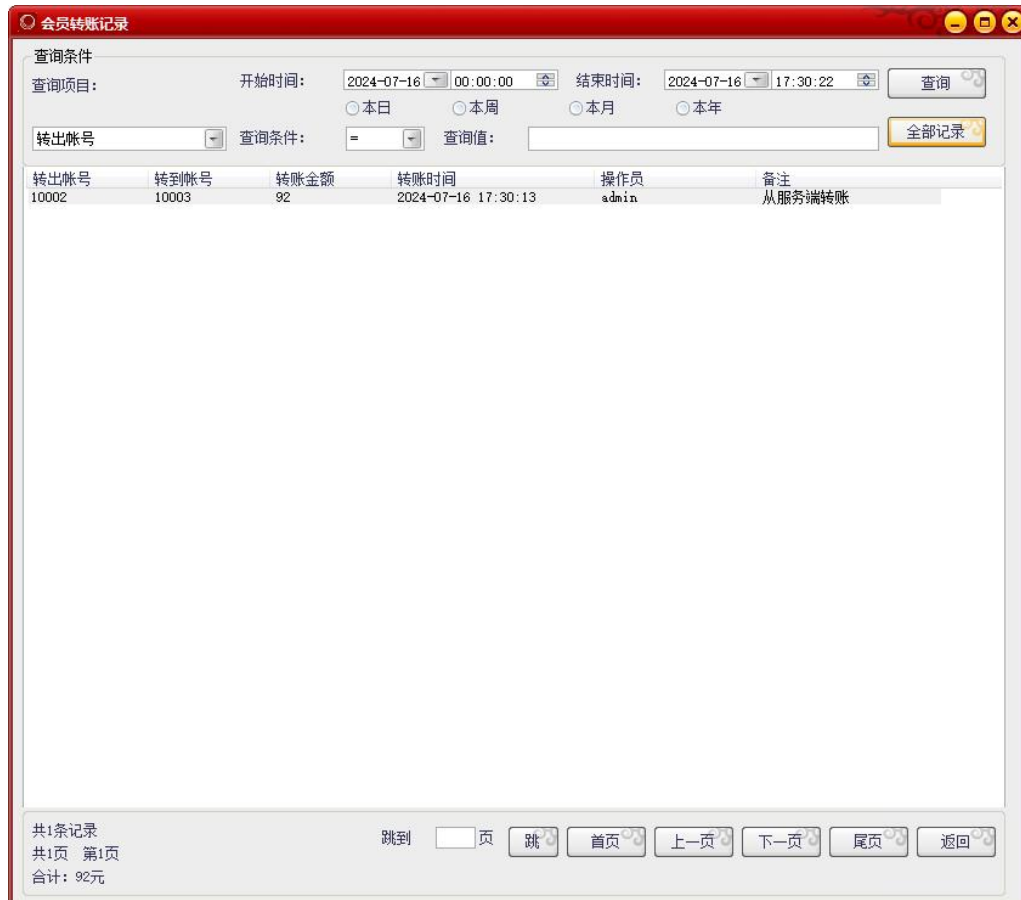 会员转账记录
查询条件
查询项目： 开始时间： 2024-07-16 00:00:00 结束时间： 2024-07-16 17:30:22 查询
本日 本周 本月 本年
转出帐号 查询条件： = 查询值： 全部记录
转出帐号 转到帐号 转账金额 转账时间 操作员 备注
10002 10003 92 2024-07-16 17:30:13 admin 从服务端转账
共1条记录
跳到 页 跳 首页 上一页 下一页 尾页 返回
共1页 第1页
合计：92元